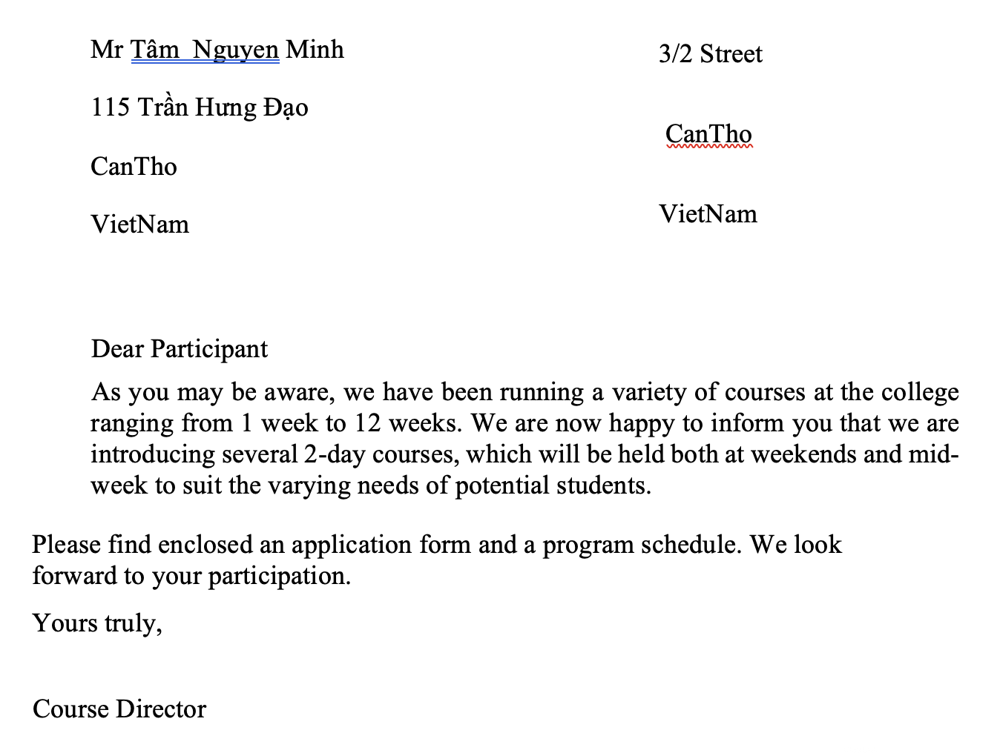 Mr Tâm  Nguyen Minh
3/2 Street
115 Trần Hưng Đạo
CanTho
CanTho
VietNam
VietNam
Dear Participant
As you may be aware, we have been running a variety of courses at the college
ranging from 1 week to 12 weeks. We are now happy to inform you that we are
introducing several 2-day courses, which will be held both at weekends and mid-
week to suit the varying needs of potential students.
Please find enclosed an application form and a program schedule. We look
forward to your participation.
Yours truly,
Course Director